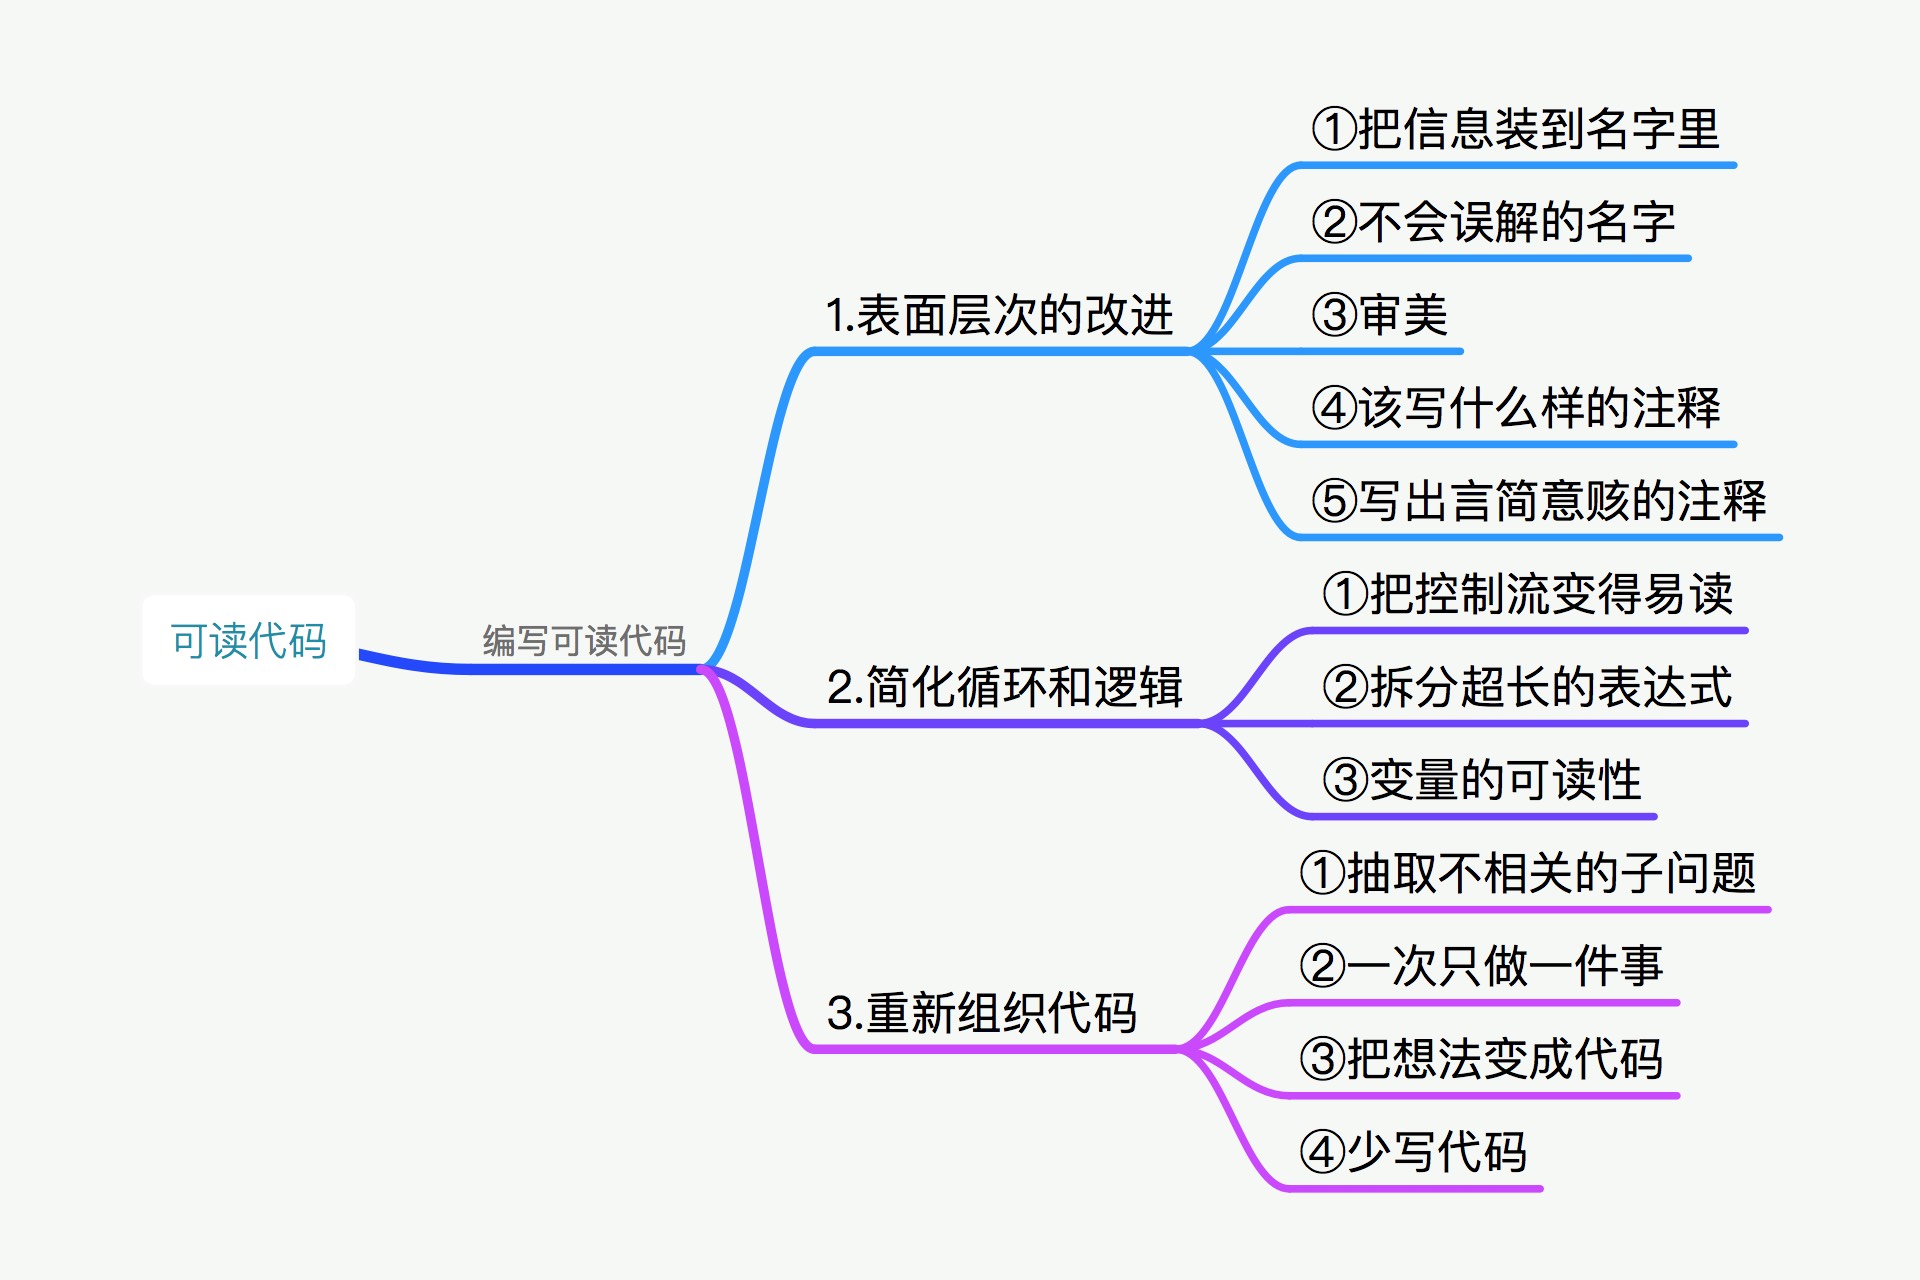 可读代码
编写可读代码
1.表面层次的改进
①把信息装到名字里
②不会误解的名字
③审美
④该写什么样的注释
⑤写出言简意赅的注释
2.简化循环和逻辑
①把控制流变得易读
②拆分超长的表达式
③变量的可读性
3.重新组织代码
①抽取不相关的子问题
②一次只做一件事
③把想法变成代码
④少写代码